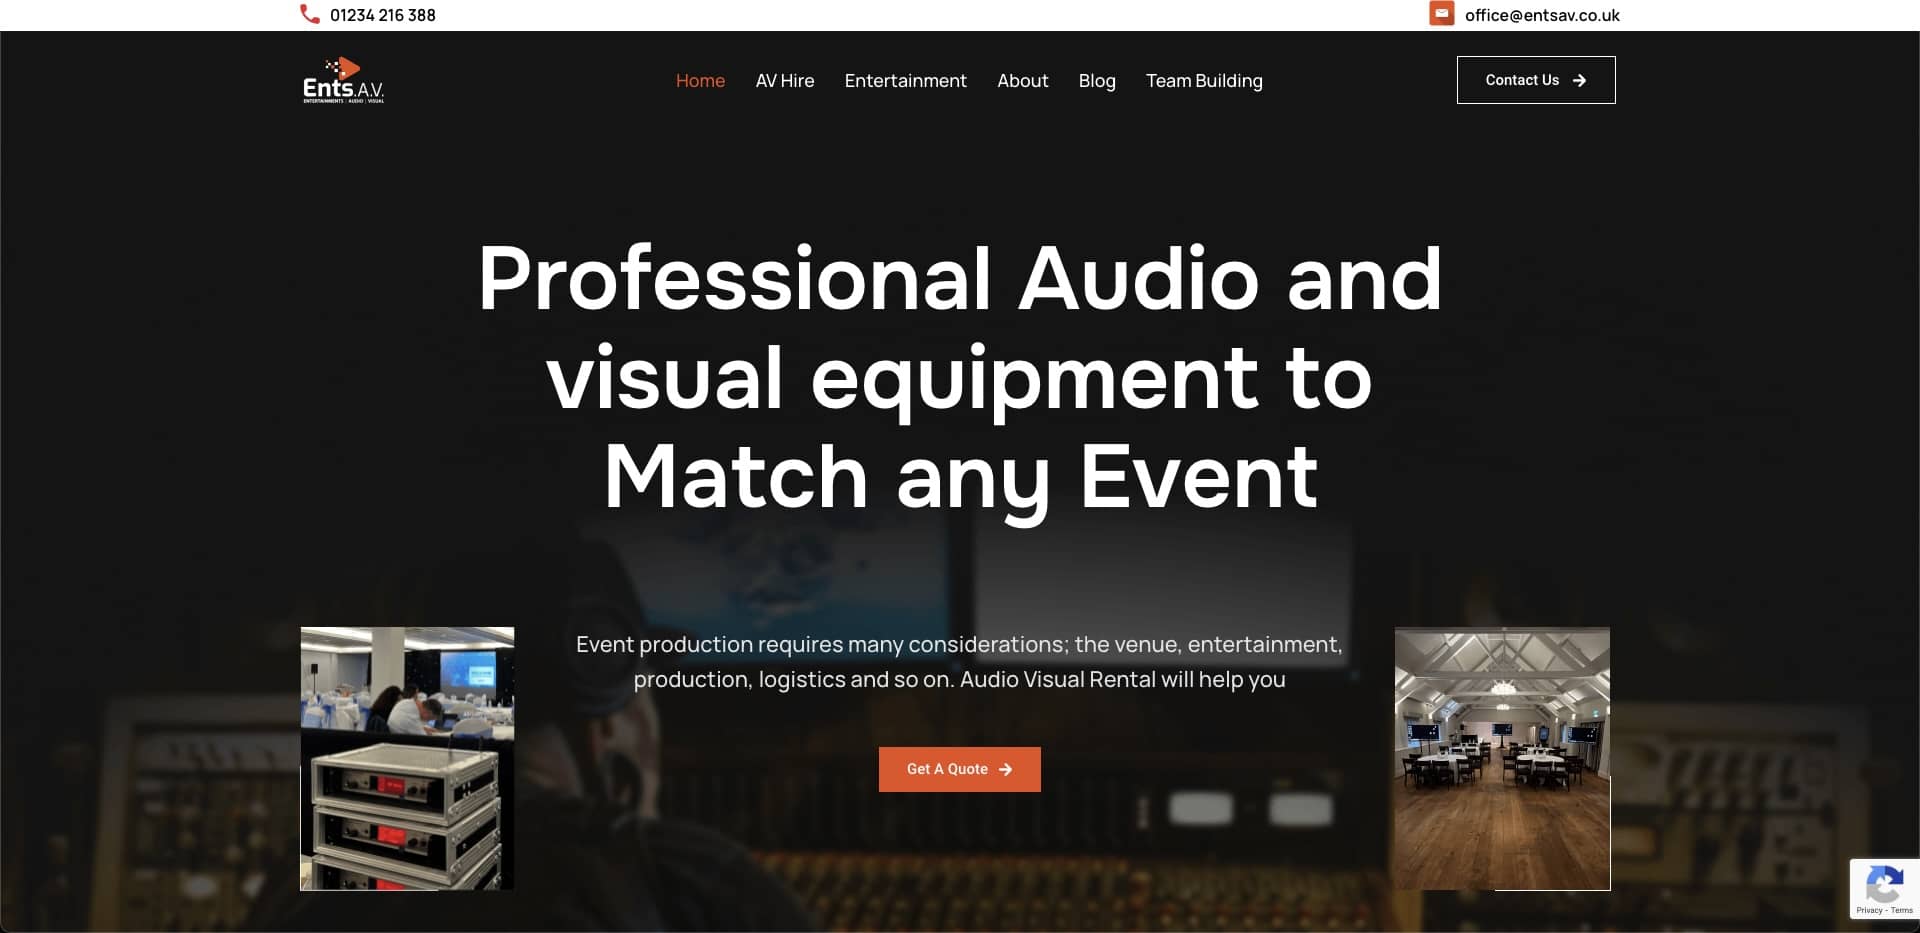 01234 216 388
office@entsav.co.uk
Ents.A.V.
ENTERTAINMENTS | AUDIO | VISUAL
Home
AV Hire
Entertainment
About
Blog
Team Building
Contact Us
Professional Audio and
visual equipment to
Match any Event
Event production requires many considerations; the venue, entertainment,
production, logistics and so on. Audio Visual Rental will help you
Get A Quote
Privacy - Terms